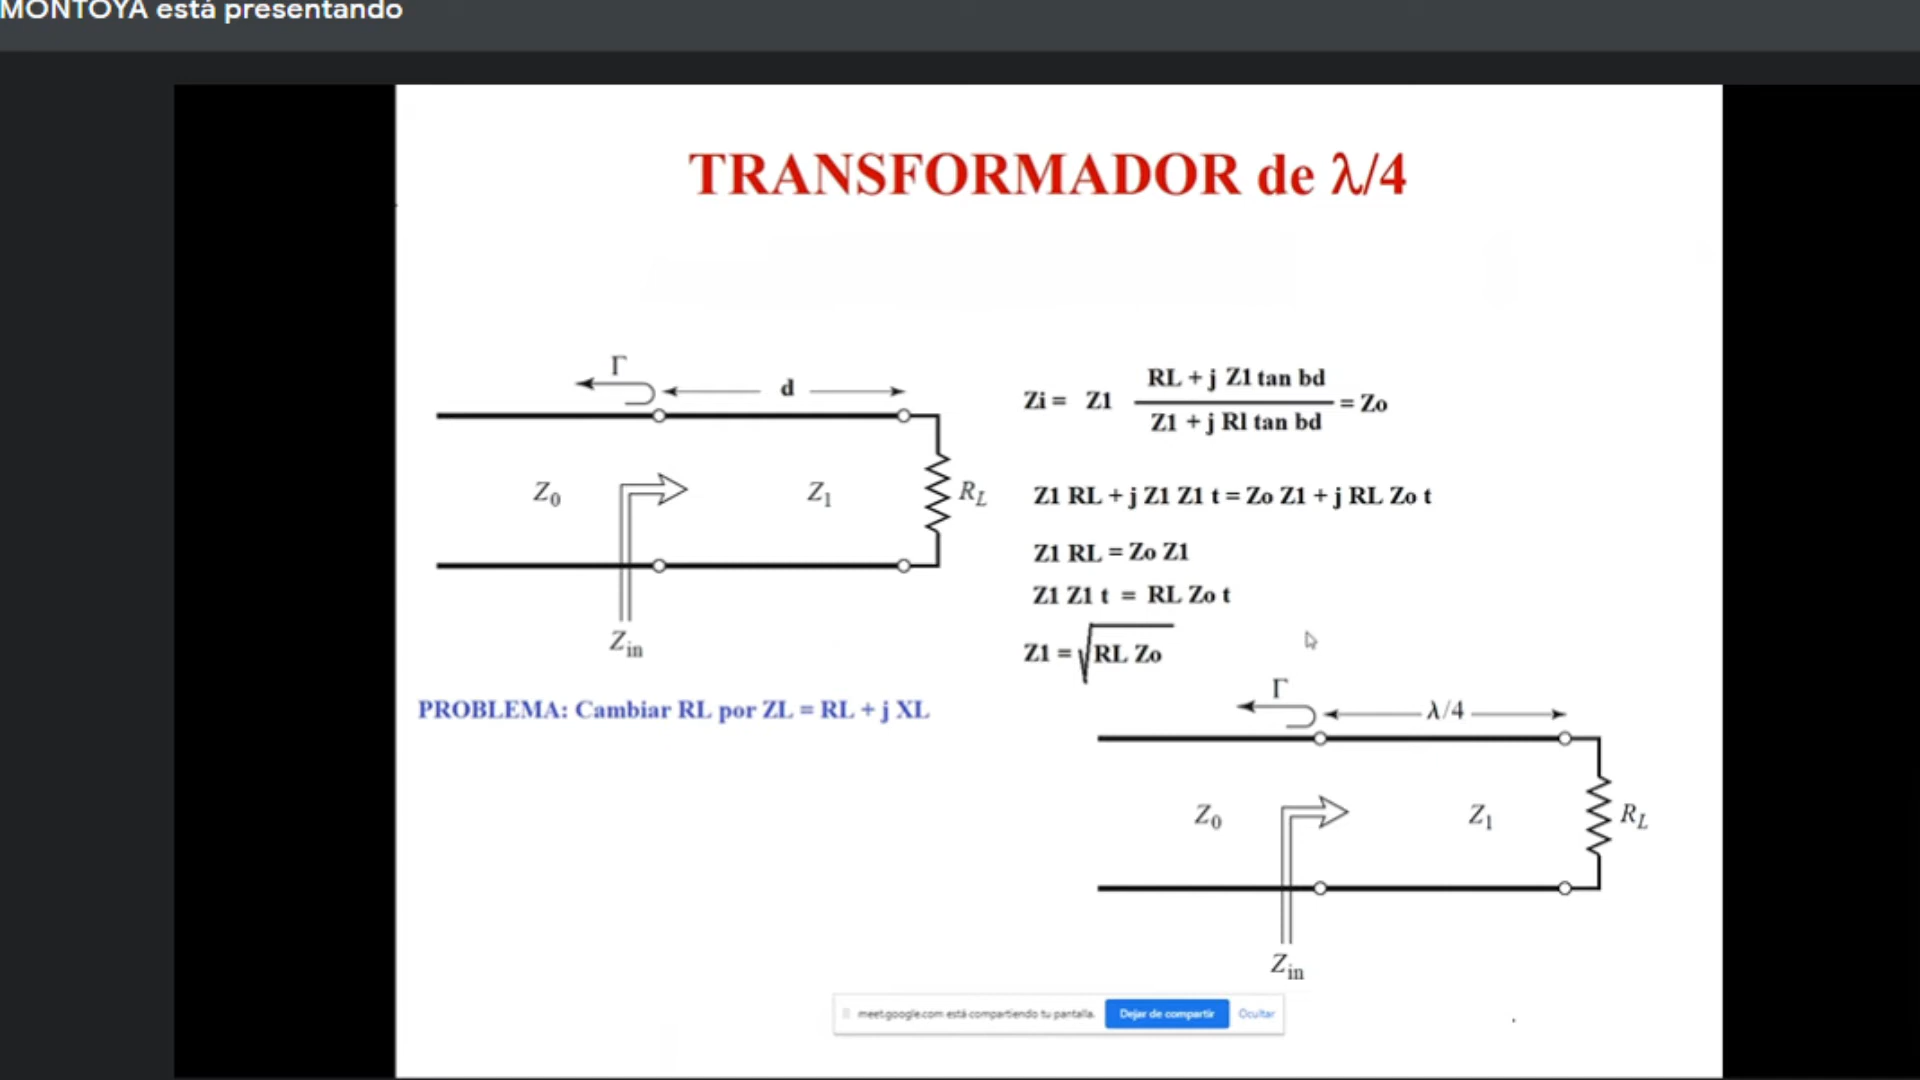 MONTOYA está presentando
TRANSFORMADOR de λ/4
Γ
d
Z0
Z1
RL
Zin
Zi = Z1 RL + j Z1 tan bd / Z1 + j Rl tan bd = Zo
Z1 RL + j Z1 Z1 t = Zo Z1 + j RL Zo t
Z1 RL = Zo Z1
Z1 Z1 t = RL Zo t
Z1 = √RL Zo
PROBLEMA: Cambiar RL por ZL = RL + j XL
Γ
λ/4
Z0
Z1
RL
Zin
meet.google.com está compartiendo tu pantalla. Dejar de compartir Ocultar